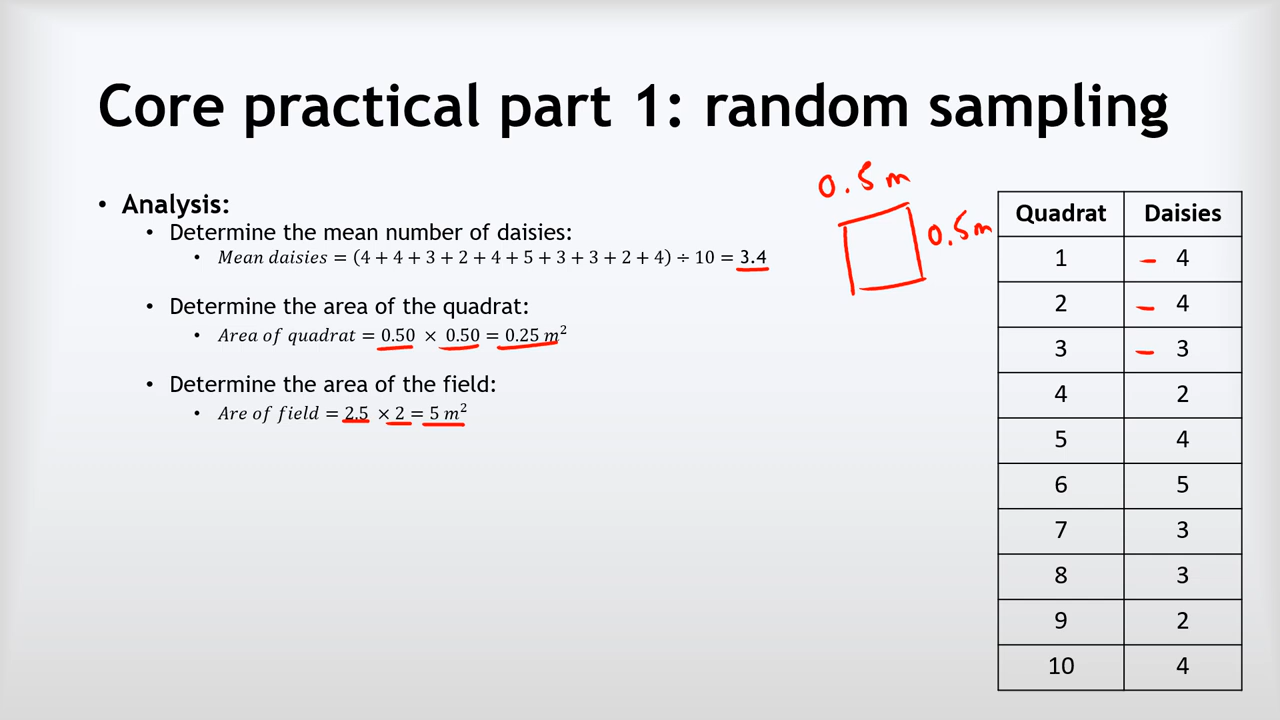 Core practical part 1: random sampling
• Analysis:
• Determine the mean number of daisies:
• Mean daisies = (4 + 4 + 3 + 2 + 4 + 5 + 3 + 3 + 2 + 4) ÷ 10 = 3.4
• Determine the area of the quadrat:
• Area of quadrat = 0.50 × 0.50 = 0.25 m²
• Determine the area of the field:
• Are of field = 2.5 × 2 = 5 m²
0.5 m
0.5m
Quadrat Daisies
1 – 4
2 – 4
3 – 3
4 2
5 4
6 5
7 3
8 3
9 2
10 4